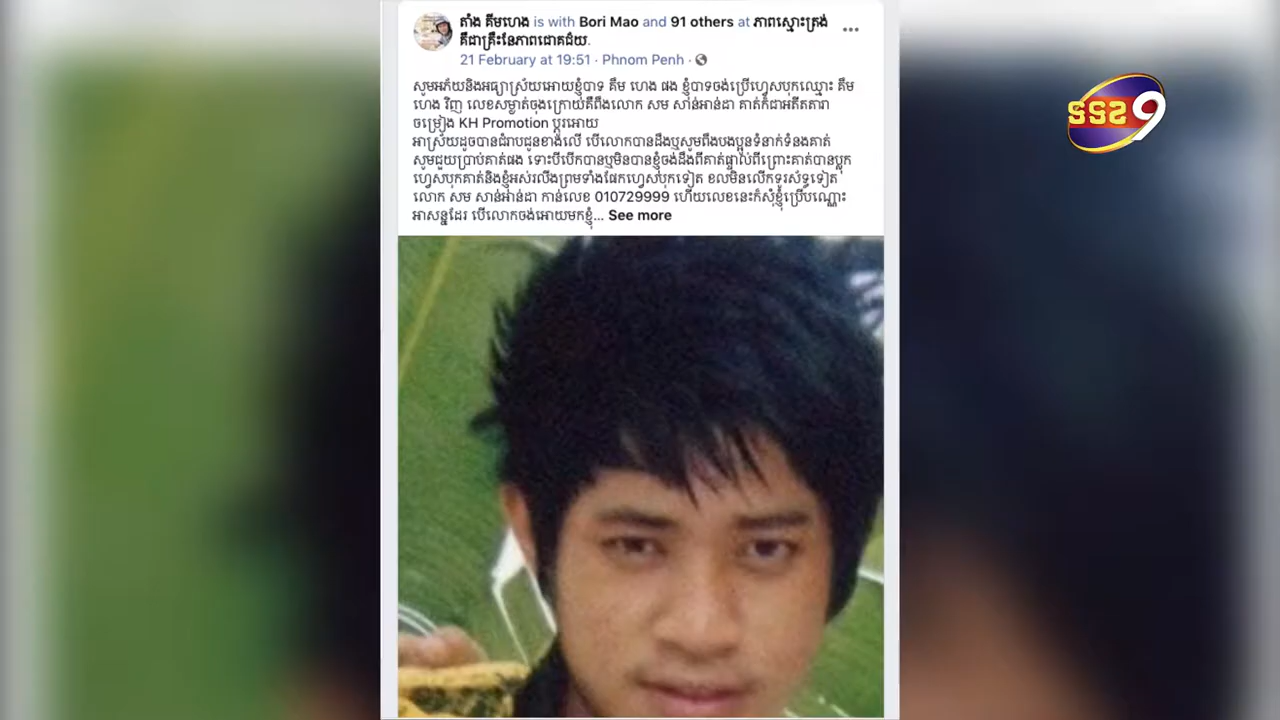 តាំង គីមហេង is with Bori Mao and 91 others at ភាពស្មោះត្រង់
គឺជាគ្រឹះនៃភាពជោគជ័យ.
21 February at 19:51 · Phnom Penh ·
សូមអភ័យនិងអធ្យាស្រ័យអោយខ្ញុំបាទ គឹម ហេង ផង ខ្ញុំបាទចង់ប្រើហ្វេសបុកឈ្មោះ គឹម
ហេង វិញ លេខសម្ងាត់ចុងក្រោយគឺពឹងលោក សម សាន់អាន់ដា គាត់ក៏ជាអតីតតារា
ចម្រៀង KH Promotion ប្ដូរអោយ
អាស្រ័យដូចបានជំរាបជូនខាងលើ បើលោកបានដឹងឬសូមពឹងបងប្អូនទំនាក់ទំនងគាត់
សូមជួយប្រាប់គាត់ផង ទោះបីបើកបានឬមិនបានខ្ញុំចង់ដឹងពីគាត់ផ្ទាល់ពីព្រោះគាត់បានប្លុក
ហ្វេសបុកគាត់និងខ្ញុំអស់រលីងព្រមទាំងផែកហ្វេសបុកទៀត ខលមិនលើកទូរស័ព្ទទៀត
លោក សម សាន់អាន់ដា កាន់លេខ 010729999 ហើយលេខនេះក៏សុំខ្ញុំប្រើបណ្ណោះ
អាសន្នដែរ បើលោកចង់អោយមកខ្ញុំ... See more
ទទក9